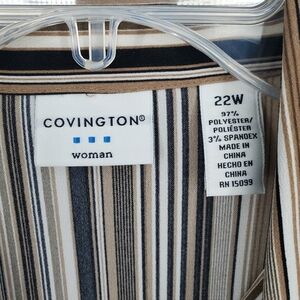 COVINGTON®
woman
22W
97%
POLYESTER/
POLIÉSTER
3% SPANDEX
MADE IN
CHINA
HECHO EN
CHINA
RN 15099